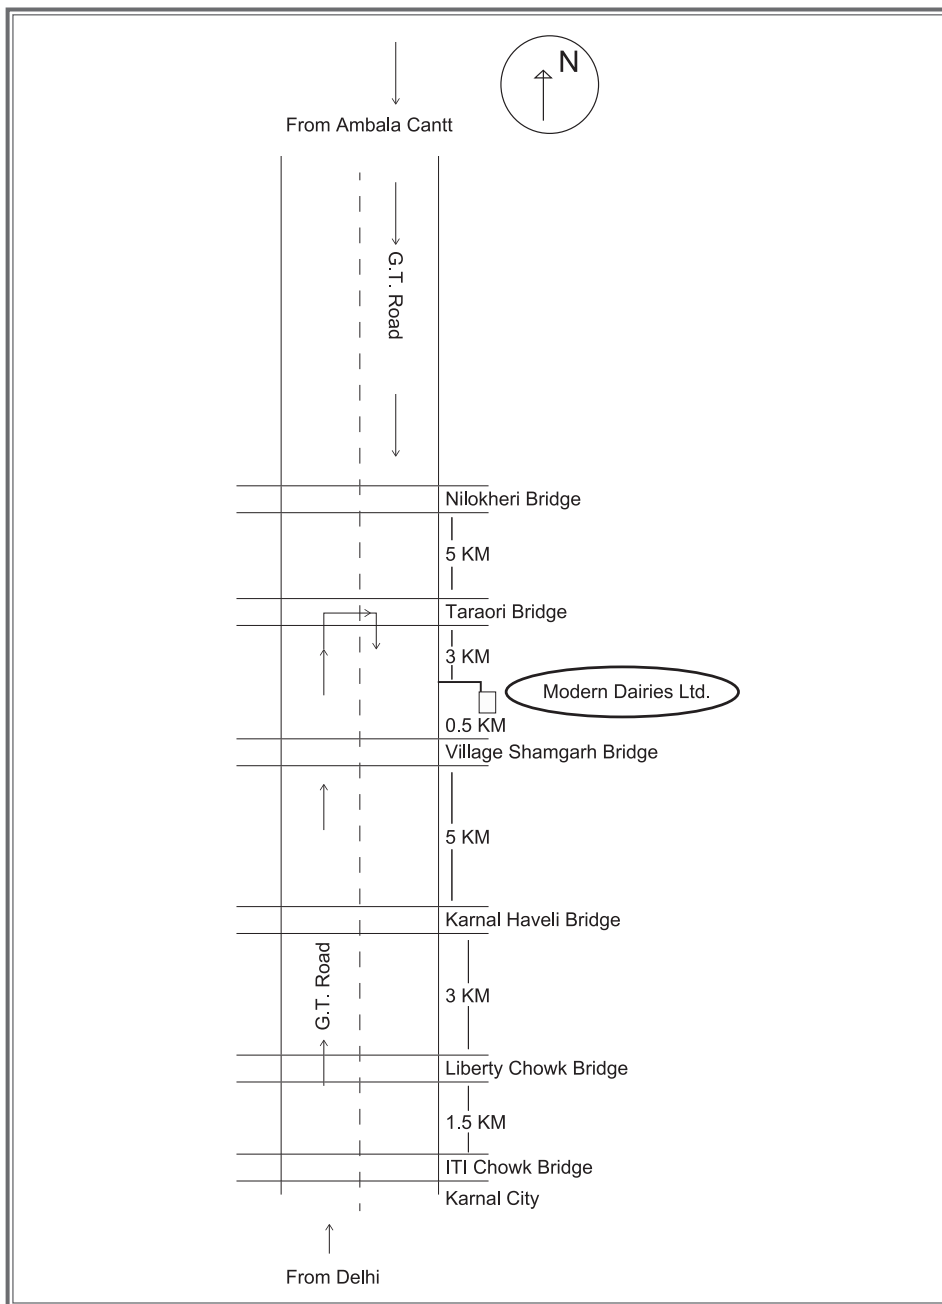 N
From Ambala Cantt
G.T. Road
Nilokheri Bridge
5 KM
Taraori Bridge
3 KM
Modern Dairies Ltd.
0.5 KM
Village Shamgarh Bridge
5 KM
Karnal Haveli Bridge
G.T. Road
3 KM
Liberty Chowk Bridge
1.5 KM
ITI Chowk Bridge
Karnal City
From Delhi